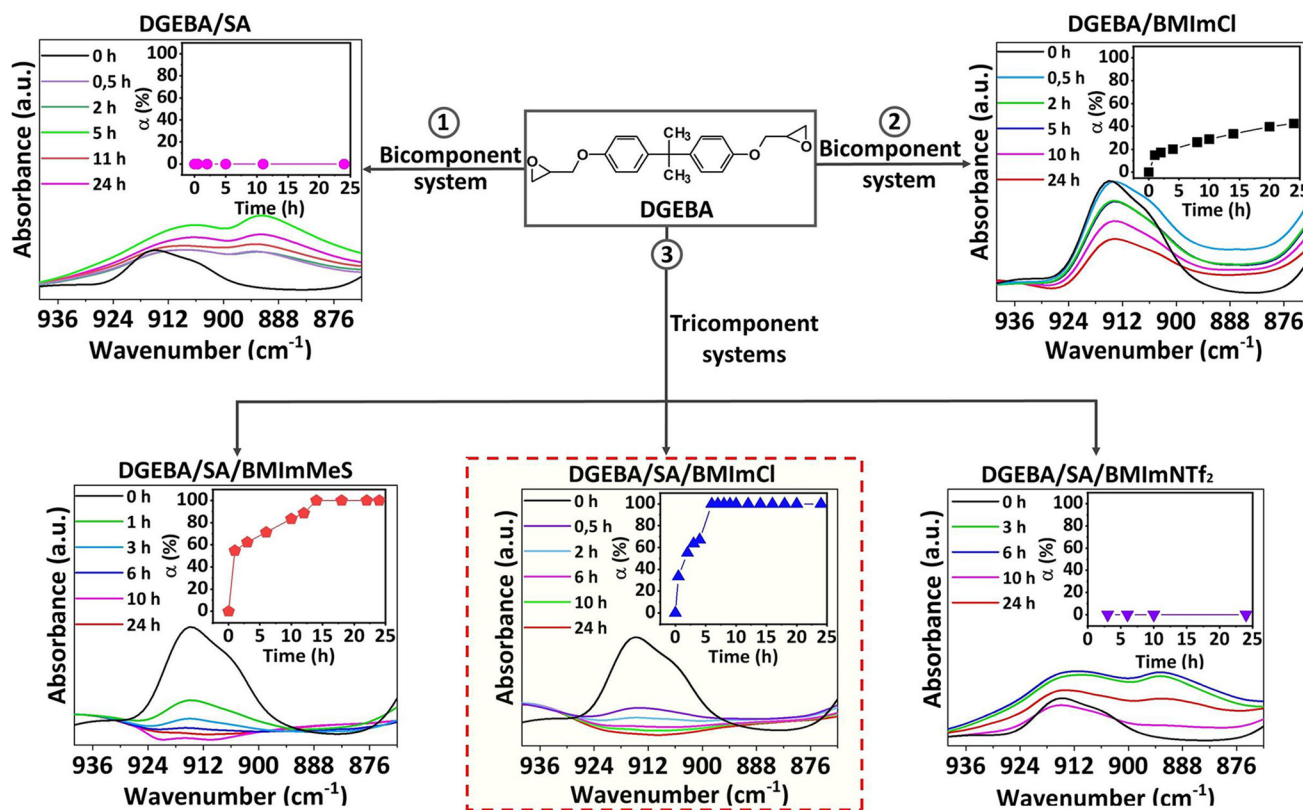 DGEBA/SA
Absorbance (a.u.)
0 h
0,5 h
2 h
5 h
11 h
24 h
α (%)
100
80
60
40
20
0
0 5 10 15 20 25
Time (h)
936 924 912 900 888 876
Wavenumber (cm⁻¹)
1
Bicomponent
system
O
O
CH₃
CH₃
O
O
DGEBA
2
Bicomponent
system
DGEBA/BMImCl
Absorbance (a.u.)
0 h
0,5 h
2 h
5 h
10 h
24 h
α (%)
100
80
60
40
20
0
0 5 10 15 20 25
Time (h)
936 924 912 900 888 876
Wavenumber (cm⁻¹)
3
Tricomponent
systems
DGEBA/SA/BMImMeS
Absorbance (a.u.)
0 h
1 h
3 h
6 h
10 h
24 h
α (%)
100
80
60
40
20
0
0 5 10 15 20 25
Time (h)
936 924 912 900 888 876
Wavenumber (cm⁻¹)
DGEBA/SA/BMImCl
Absorbance (a.u.)
0 h
0,5 h
2 h
6 h
10 h
24 h
α (%)
100
80
60
40
20
0
0 5 10 15 20 25
Time (h)
936 924 912 900 888 876
Wavenumber (cm⁻¹)
DGEBA/SA/BMImNTf₂
Absorbance (a.u.)
0 h
3 h
6 h
10 h
24 h
α (%)
100
80
60
40
20
0
0 5 10 15 20 25
Time (h)
936 924 912 900 888 876
Wavenumber (cm⁻¹)